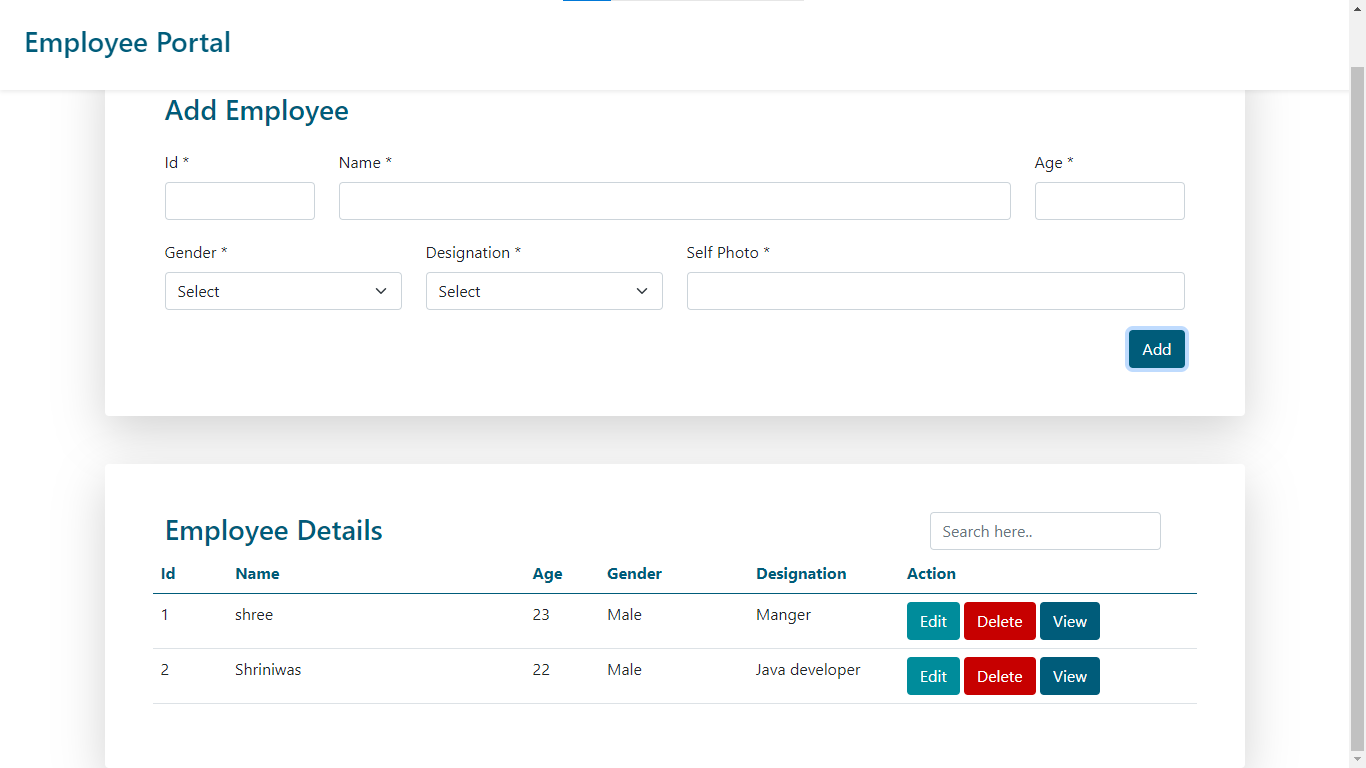 Employee Portal
Add Employee
Id * Name * Age *
Gender * Designation * Self Photo *
Select Select
Add
Employee Details Search here..
Id Name Age Gender Designation Action
1 shree 23 Male Manger Edit Delete View
2 Shriniwas 22 Male Java developer Edit Delete View